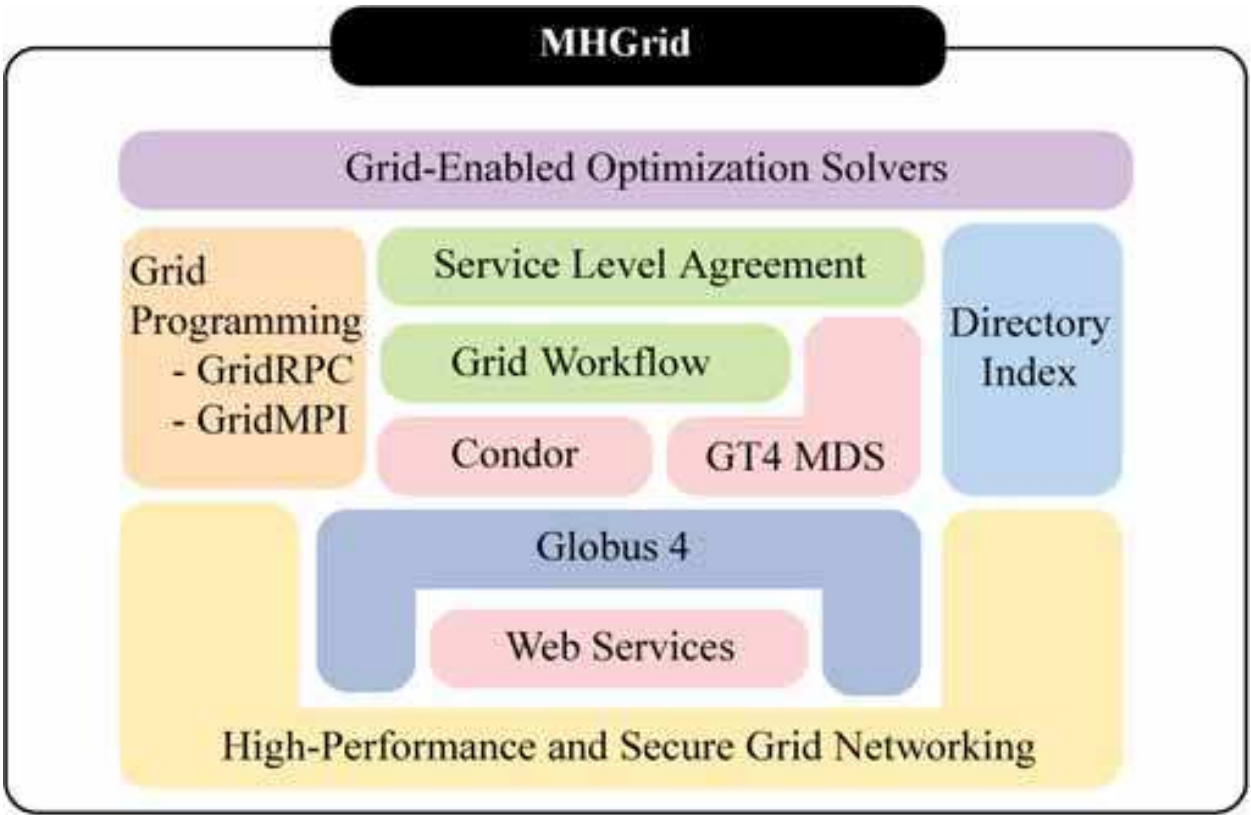 MHGrid
Grid-Enabled Optimization Solvers
Grid
Programming
- GridRPC
- GridMPI
Service Level Agreement
Grid Workflow
Condor
GT4 MDS
Directory
Index
Globus 4
Web Services
High-Performance and Secure Grid Networking